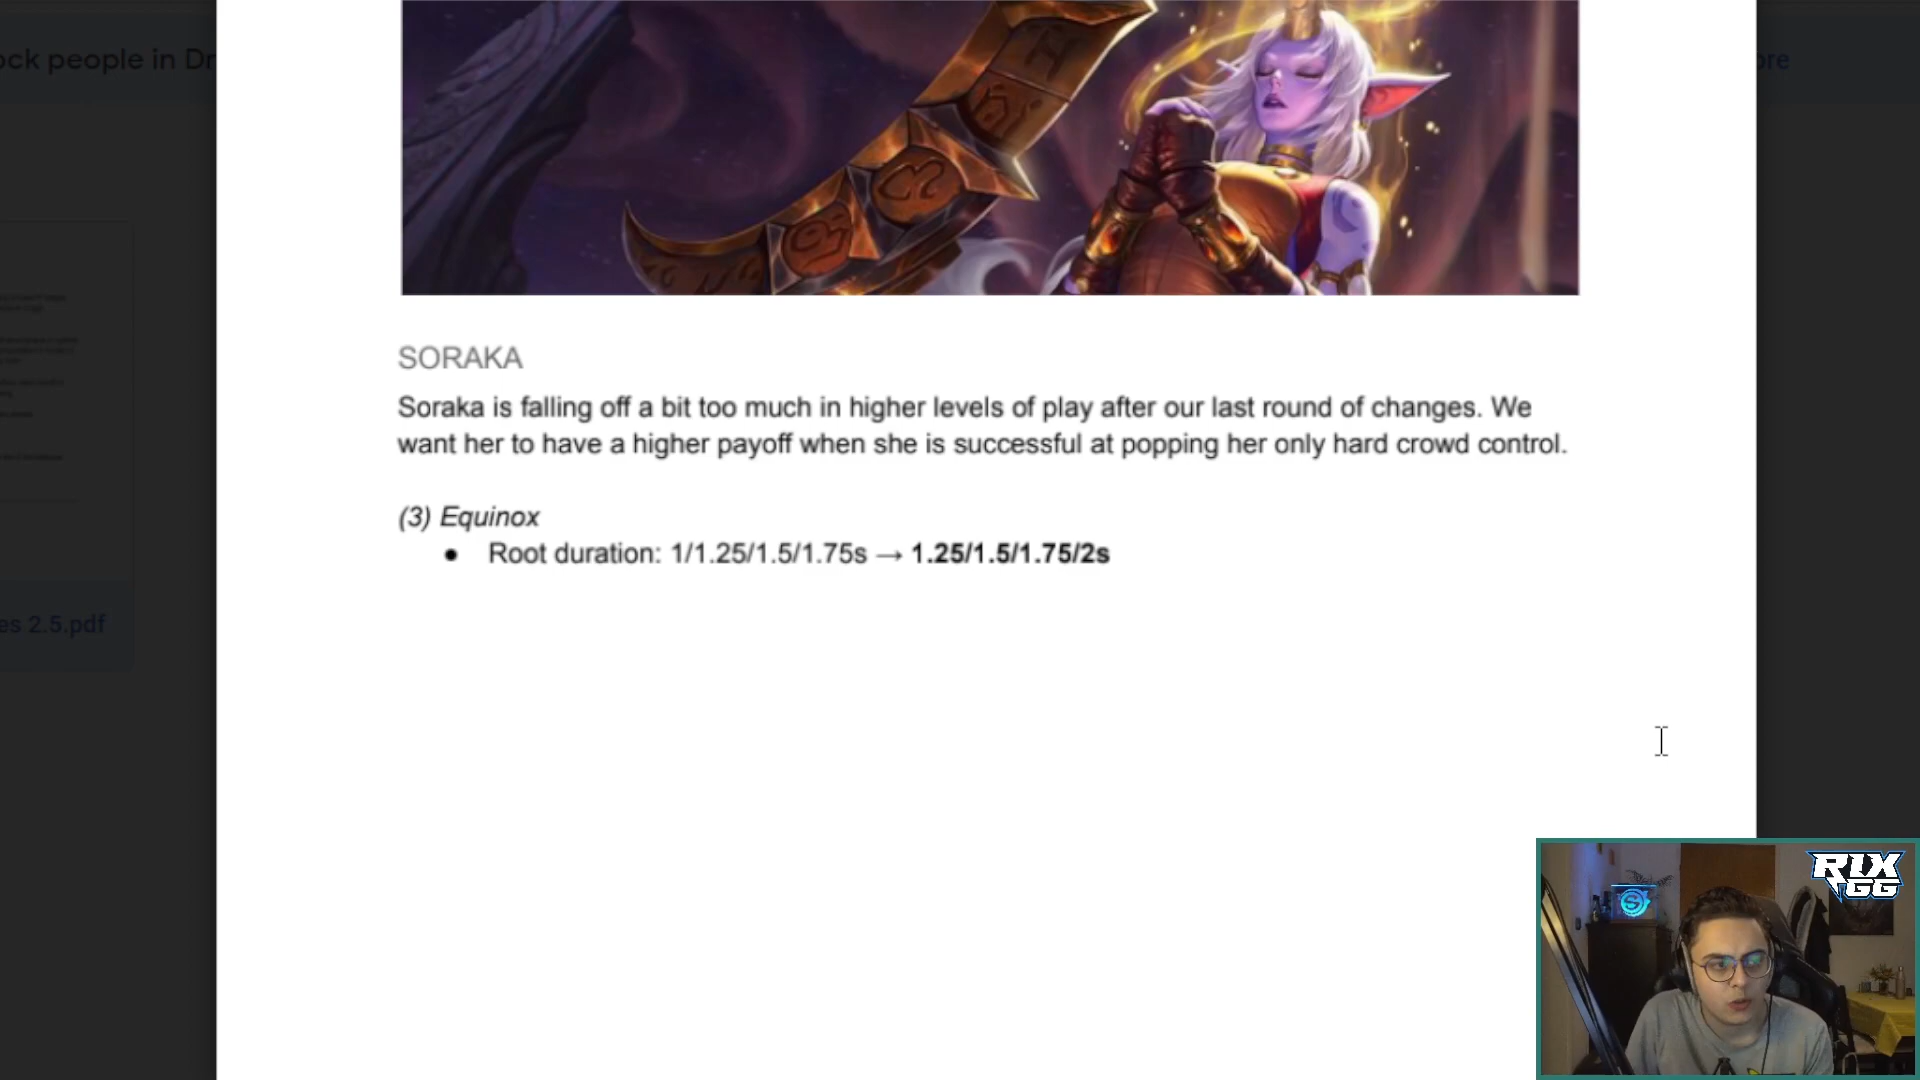 ock people in Dr
ore
SORAKA
Soraka is falling off a bit too much in higher levels of play after our last round of changes. We
want her to have a higher payoff when she is successful at popping her only hard crowd control.
(3) Equinox
● Root duration: 1/1.25/1.5/1.75s → 1.25/1.5/1.75/2s
es 2.5.pdf
RIX
GG